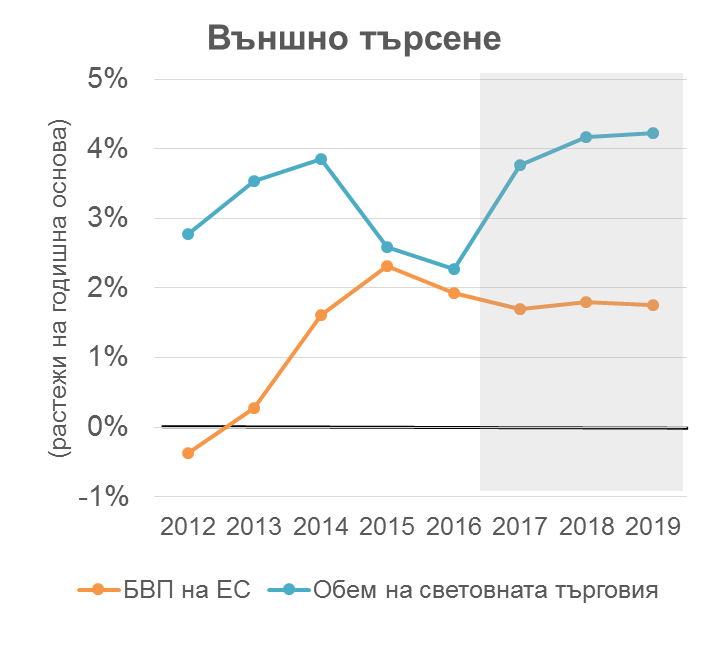 Външно търсене
(растежи на годишна основа)
5%
4%
3%
2%
1%
0%
-1%
2012 2013 2014 2015 2016 2017 2018 2019
БВП на ЕС Обем на световната търговия